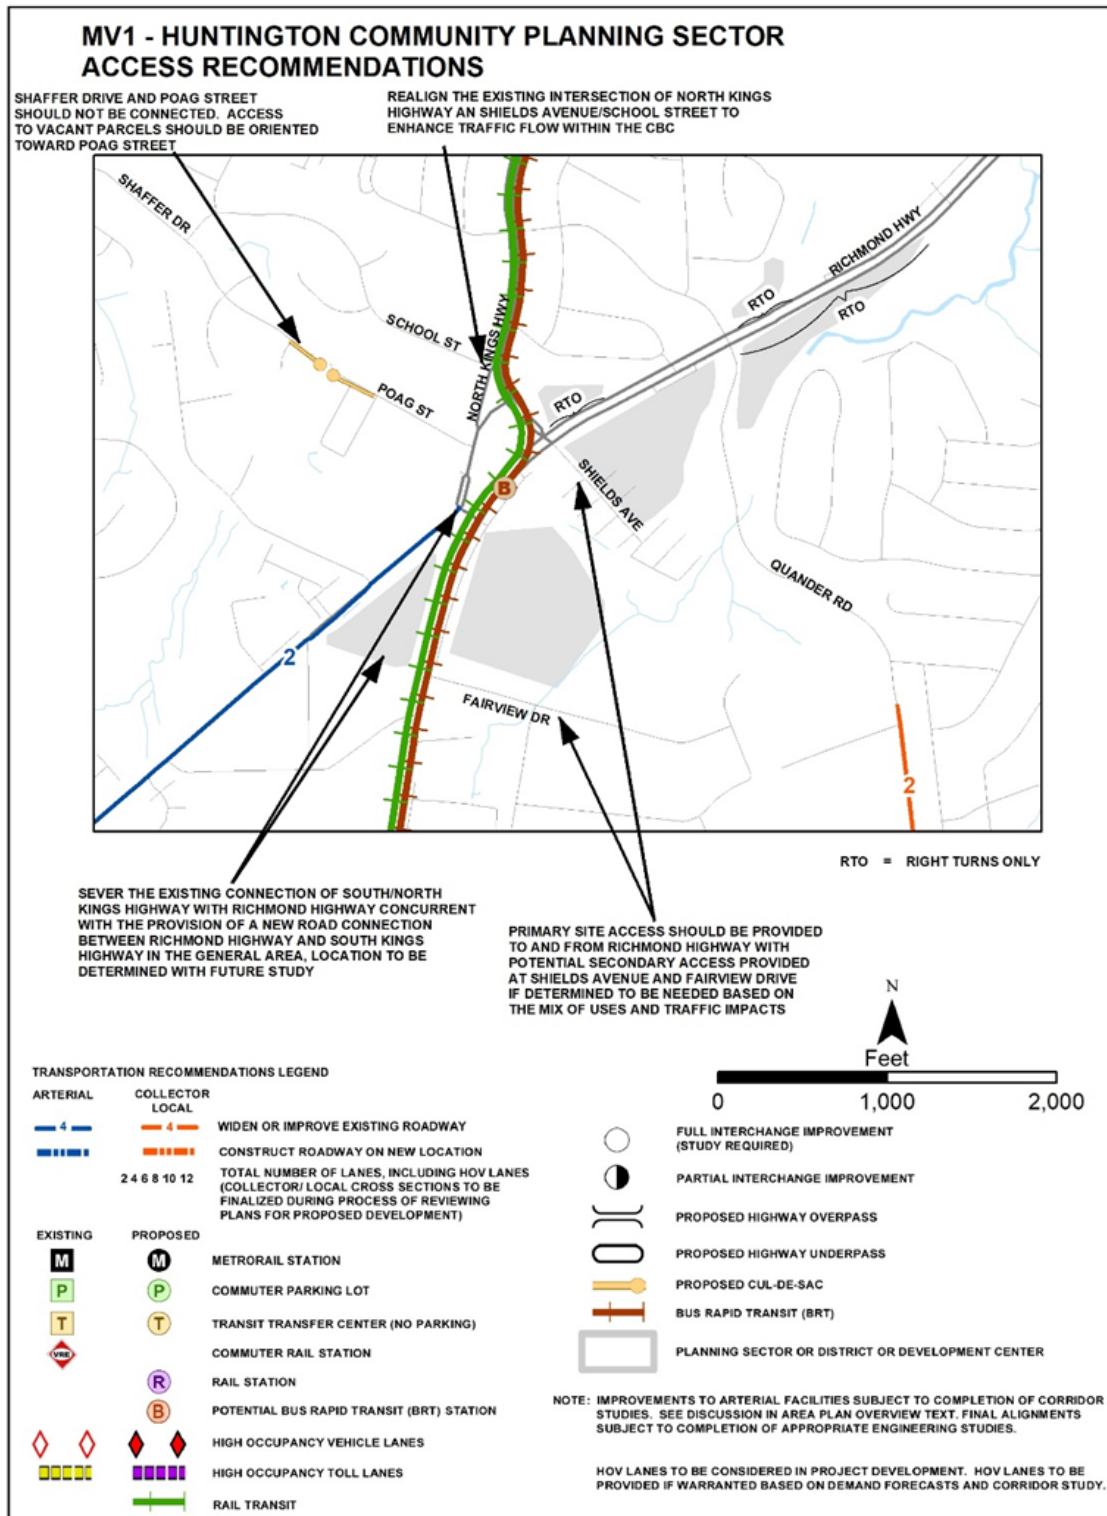 MV1 - HUNTINGTON COMMUNITY PLANNING SECTOR
ACCESS RECOMMENDATIONS
SHAFFER DRIVE AND POAG STREET
SHOULD NOT BE CONNECTED. ACCESS
TO VACANT PARCELS SHOULD BE ORIENTED
TOWARD POAG STREET
REALIGN THE EXISTING INTERSECTION OF NORTH KINGS
HIGHWAY AN SHIELDS AVENUE/SCHOOL STREET TO
ENHANCE TRAFFIC FLOW WITHIN THE CBC
SHAFFER DR
RICHMOND HWY
RTO
RTO
SCHOOL ST
NORTH KINGS HWY
POAG ST
RTO
B
SHIELDS AVE
QUANDER RD
2
FAIRVIEW DR
2
RTO = RIGHT TURNS ONLY
SEVER THE EXISTING CONNECTION OF SOUTH/NORTH
KINGS HIGHWAY WITH RICHMOND HIGHWAY CONCURRENT
WITH THE PROVISION OF A NEW ROAD CONNECTION
BETWEEN RICHMOND HIGHWAY AND SOUTH KINGS
HIGHWAY IN THE GENERAL AREA, LOCATION TO BE
DETERMINED WITH FUTURE STUDY
PRIMARY SITE ACCESS SHOULD BE PROVIDED
TO AND FROM RICHMOND HIGHWAY WITH
POTENTIAL SECONDARY ACCESS PROVIDED
AT SHIELDS AVENUE AND FAIRVIEW DRIVE
IF DETERMINED TO BE NEEDED BASED ON
THE MIX OF USES AND TRAFFIC IMPACTS
N
Feet
0 1,000 2,000
TRANSPORTATION RECOMMENDATIONS LEGEND
ARTERIAL COLLECTOR
LOCAL
4 4 WIDEN OR IMPROVE EXISTING ROADWAY
CONSTRUCT ROADWAY ON NEW LOCATION
2 4 6 8 10 12 TOTAL NUMBER OF LANES, INCLUDING HOV LANES
(COLLECTOR/ LOCAL CROSS SECTIONS TO BE
FINALIZED DURING PROCESS OF REVIEWING
PLANS FOR PROPOSED DEVELOPMENT)
EXISTING PROPOSED
M M METRORAIL STATION
P P COMMUTER PARKING LOT
T T TRANSIT TRANSFER CENTER (NO PARKING)
VRE COMMUTER RAIL STATION
R RAIL STATION
B POTENTIAL BUS RAPID TRANSIT (BRT) STATION
HIGH OCCUPANCY VEHICLE LANES
HIGH OCCUPANCY TOLL LANES
RAIL TRANSIT
FULL INTERCHANGE IMPROVEMENT
(STUDY REQUIRED)
PARTIAL INTERCHANGE IMPROVEMENT
PROPOSED HIGHWAY OVERPASS
PROPOSED HIGHWAY UNDERPASS
PROPOSED CUL-DE-SAC
BUS RAPID TRANSIT (BRT)
PLANNING SECTOR OR DISTRICT OR DEVELOPMENT CENTER
NOTE: IMPROVEMENTS TO ARTERIAL FACILITIES SUBJECT TO COMPLETION OF CORRIDOR
STUDIES. SEE DISCUSSION IN AREA PLAN OVERVIEW TEXT. FINAL ALIGNMENTS
SUBJECT TO COMPLETION OF APPROPRIATE ENGINEERING STUDIES.
HOV LANES TO BE CONSIDERED IN PROJECT DEVELOPMENT. HOV LANES TO BE
PROVIDED IF WARRANTED BASED ON DEMAND FORECASTS AND CORRIDOR STUDY.